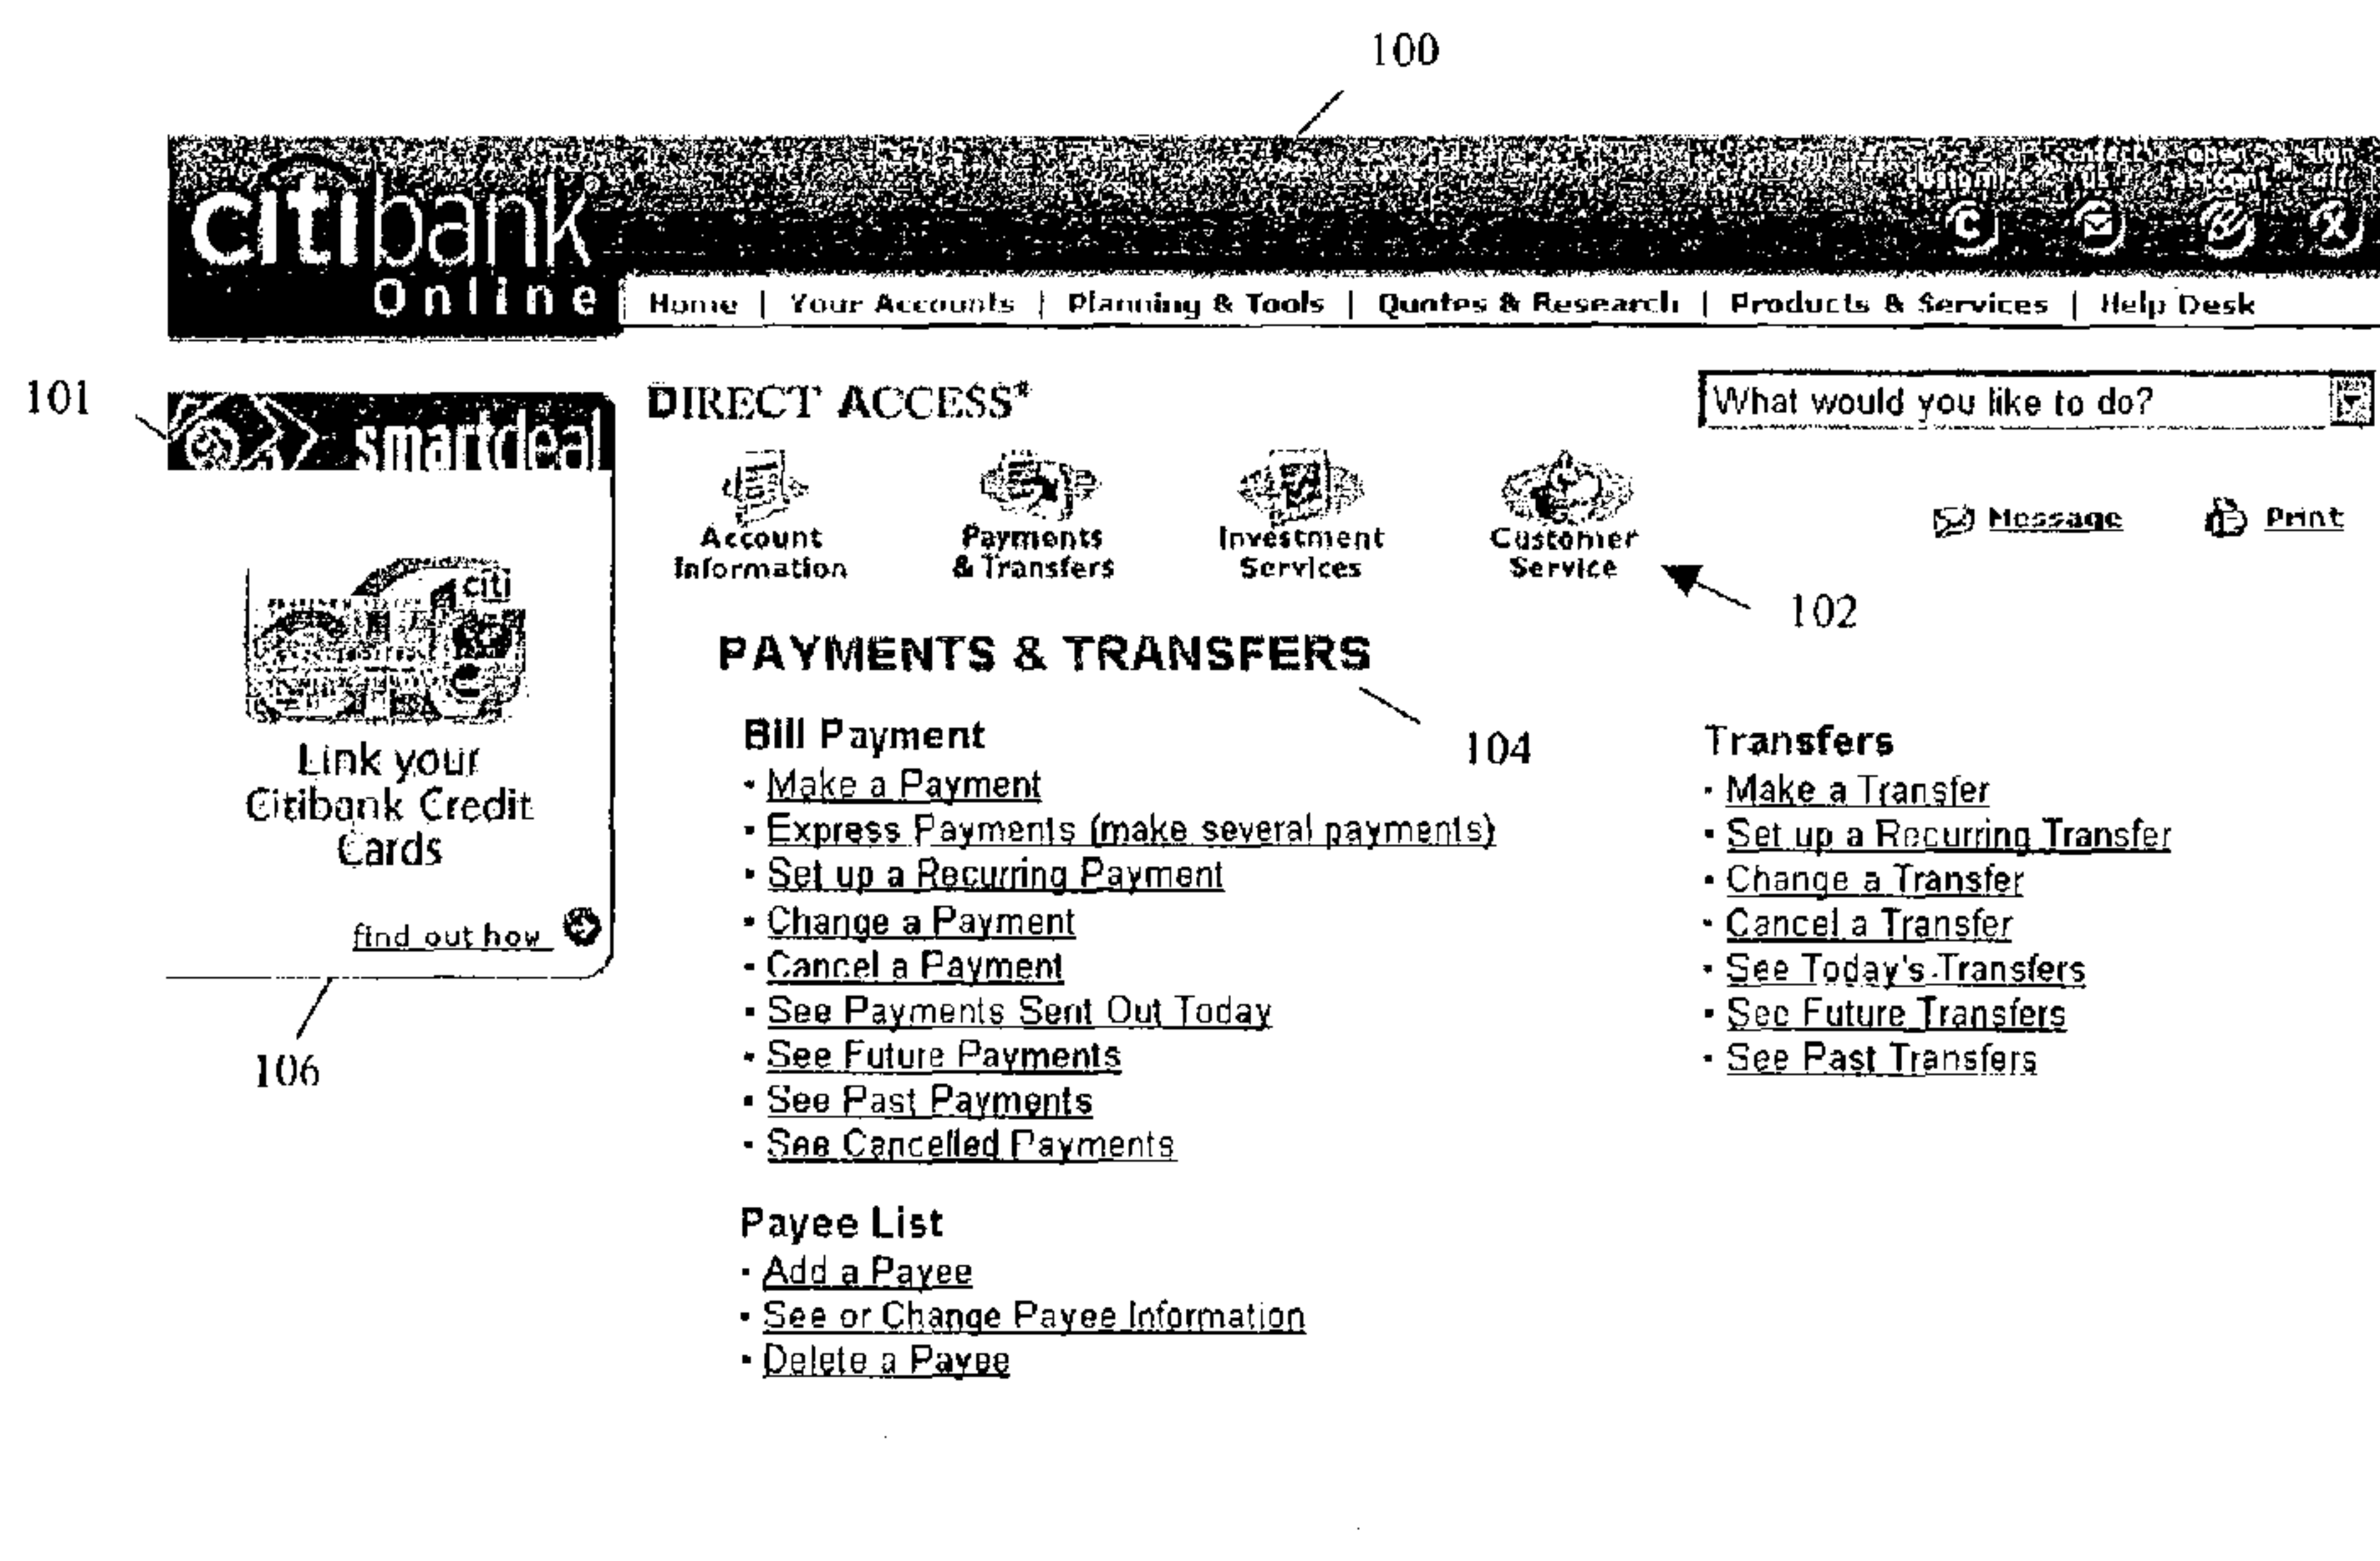 100
citibank®
Online
Home | Your Accounts | Planning & Tools | Quotes & Research | Products & Services | Help Desk
101
smartdeal
citi
Link your
Citibank Credit
Cards
find out how
106
DIRECT ACCESS®
What would you like to do?
Account
Information
Payments
& Transfers
Investment
Services
Customer
Service
Message
Print
102
PAYMENTS & TRANSFERS
104
Bill Payment
· Make a Payment
· Express Payments (make several payments)
· Set up a Recurring Payment
· Change a Payment
· Cancel a Payment
· See Payments Sent Out Today
· See Future Payments
· See Past Payments
· See Cancelled Payments
Payee List
· Add a Payee
· See or Change Payee Information
· Delete a Payee
Transfers
· Make a Transfer
· Set up a Recurring Transfer
· Change a Transfer
· Cancel a Transfer
· See Today's Transfers
· See Future Transfers
· See Past Transfers